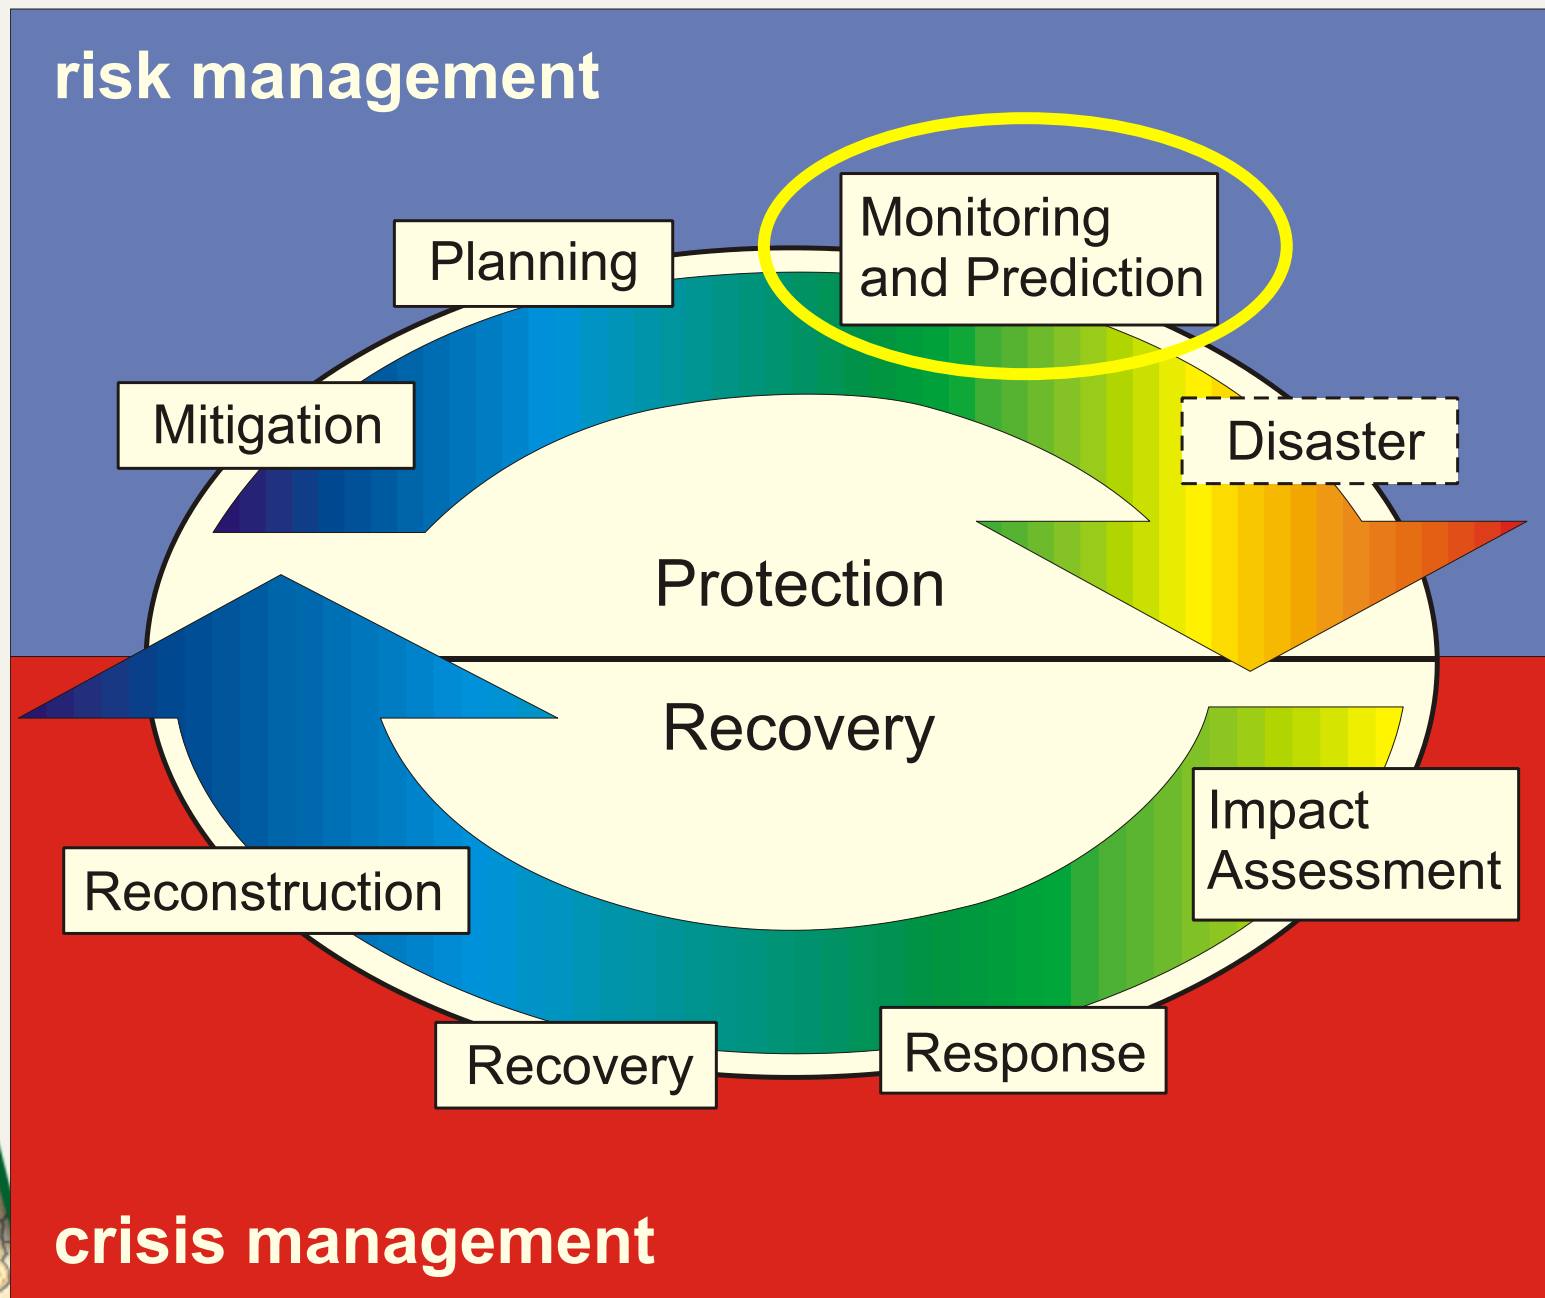 risk management
Planning
Monitoring
and Prediction
Mitigation
Disaster
Protection
Recovery
Impact
Assessment
Reconstruction
Recovery
Response
crisis management